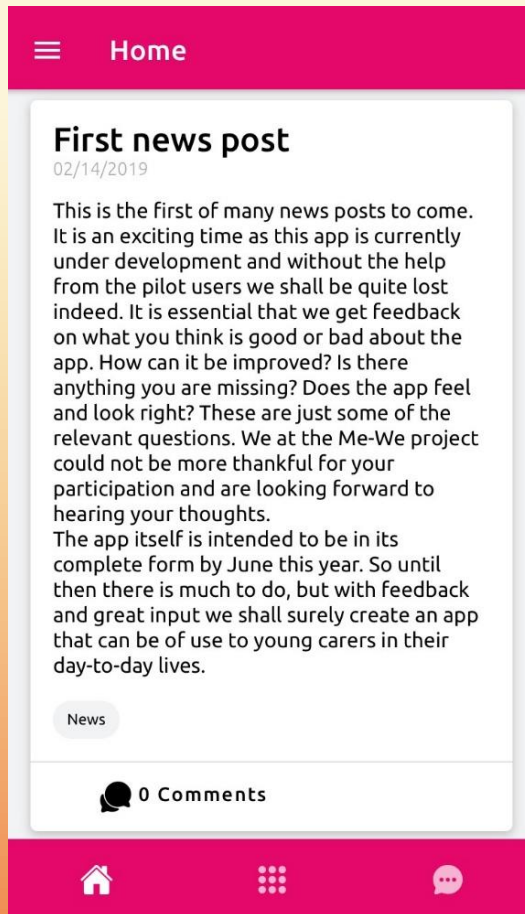 Home
First news post
02/14/2019
This is the first of many news posts to come.
It is an exciting time as this app is currently
under development and without the help
from the pilot users we shall be quite lost
indeed. It is essential that we get feedback
on what you think is good or bad about the
app. How can it be improved? Is there
anything you are missing? Does the app feel
and look right? These are just some of the
relevant questions. We at the Me-We project
could not be more thankful for your
participation and are looking forward to
hearing your thoughts.
The app itself is intended to be in its
complete form by June this year. So until
then there is much to do, but with feedback
and great input we shall surely create an app
that can be of use to young carers in their
day-to-day lives.
News
0 Comments